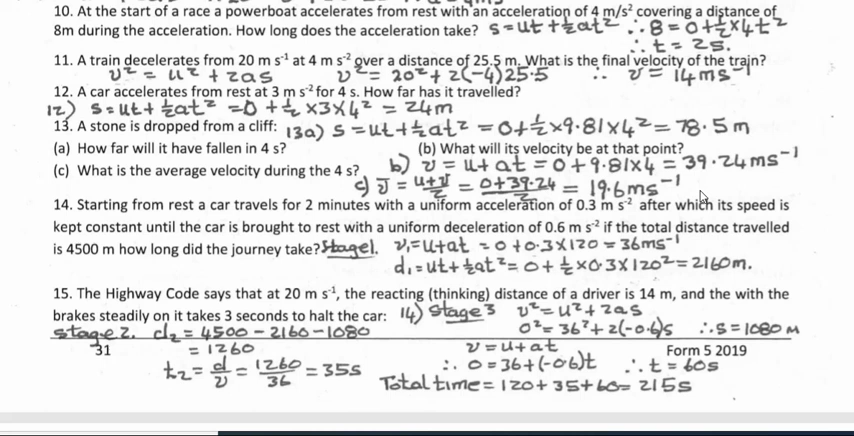 10. At the start of a race a powerboat accelerates from rest with an acceleration of 4 m/s² covering a distance of
8m during the acceleration. How long does the acceleration take? s=ut+½at² ∴8=0+½×4t²
∴t=2s.
11. A train decelerates from 20 m s⁻¹ at 4 m s⁻² over a distance of 25.5 m. What is the final velocity of the train?
v²=u²+2as v²=20²+2(-4)25.5 ∴ v=14ms⁻¹
12. A car accelerates from rest at 3 m s⁻² for 4 s. How far has it travelled?
12) s=ut+½at²=0+½×3×4²=24m
13. A stone is dropped from a cliff: 13a) s=ut+½at²=0+½×9.81×4²=78.5m
(a) How far will it have fallen in 4 s? (b) What will its velocity be at that point?
(c) What is the average velocity during the 4 s? b) v=u+at=0+9.81×4=39.24ms⁻¹
c) v̄=u+v/2=0+39.24/2=19.6ms⁻¹
14. Starting from rest a car travels for 2 minutes with a uniform acceleration of 0.3 m s⁻² after which its speed is
kept constant until the car is brought to rest with a uniform deceleration of 0.6 m s⁻² if the total distance travelled
is 4500 m how long did the journey take? Stage1. v₁=u+at=0+0.3×120=36ms⁻¹
d₁=ut+½at²=0+½×0.3×120²=2160m.
15. The Highway Code says that at 20 m s⁻¹, the reacting (thinking) distance of a driver is 14 m, and the with the
brakes steadily on it takes 3 seconds to halt the car: 14) Stage 3 v²=u²+2as
stage 2. d₂=4500-2160-1080 0²=36²+2(-0.6)s ∴s=1080m
31 =1260 v=u+at Form 5 2019
t₂=d/v=1260/36=35s ∴0=36+(-0.6)t ∴t=60s
Total time=120+35+60=215s